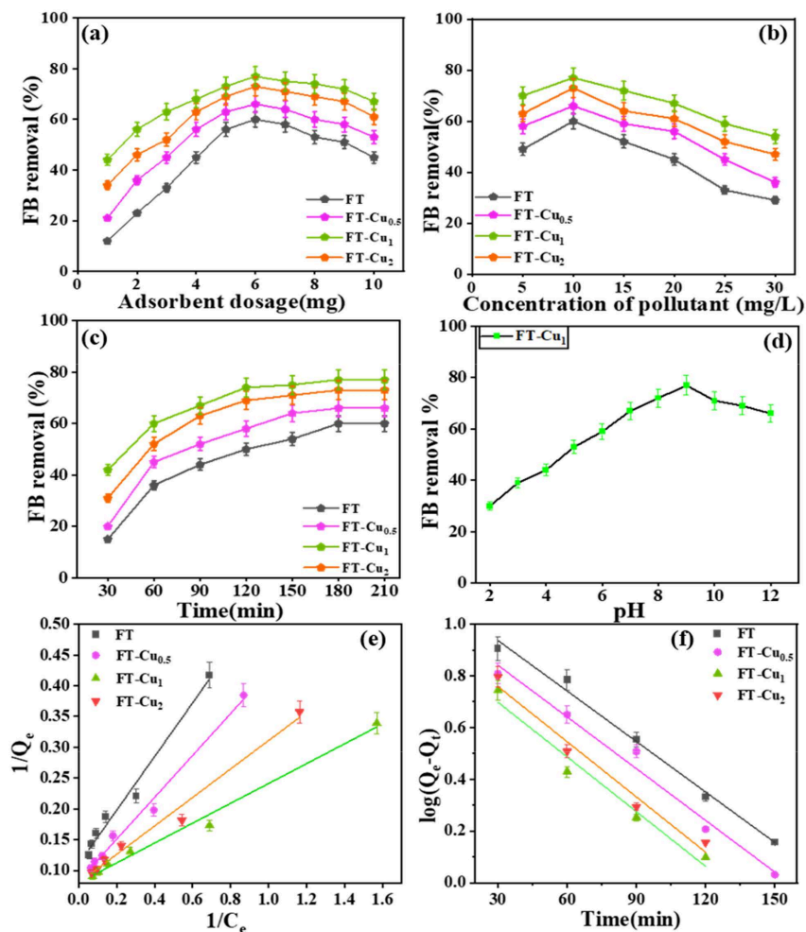 (a)
FB removal (%)
100
80
60
40
20
0
FT
FT-Cu0.5
FT-Cu1
FT-Cu2
0 2 4 6 8 10
Adsorbent dosage(mg)
(b)
FB removal(%)
100
80
60
40
20
0
FT
FT-Cu0.5
FT-Cu1
FT-Cu2
5 10 15 20 25 30
Concentration of pollutant (mg/L)
(c)
FB removal (%)
100
80
60
40
20
0
FT
FT-Cu0.5
FT-Cu1
FT-Cu2
30 60 90 120 150 180 210
Time(min)
(d)
FT-Cu1
FB removal %
100
80
60
40
20
0
2 4 6 8 10 12
pH
(e)
FT
FT-Cu0.5
FT-Cu1
FT-Cu2
1/Qe
0.50
0.45
0.40
0.35
0.30
0.25
0.20
0.15
0.10
0.0 0.2 0.4 0.6 0.8 1.0 1.2 1.4 1.6
1/Ce
(f)
FT
FT-Cu0.5
FT-Cu1
FT-Cu2
log(Qe-Qt)
1.0
0.8
0.6
0.4
0.2
0.0
30 60 90 120 150
Time(min)